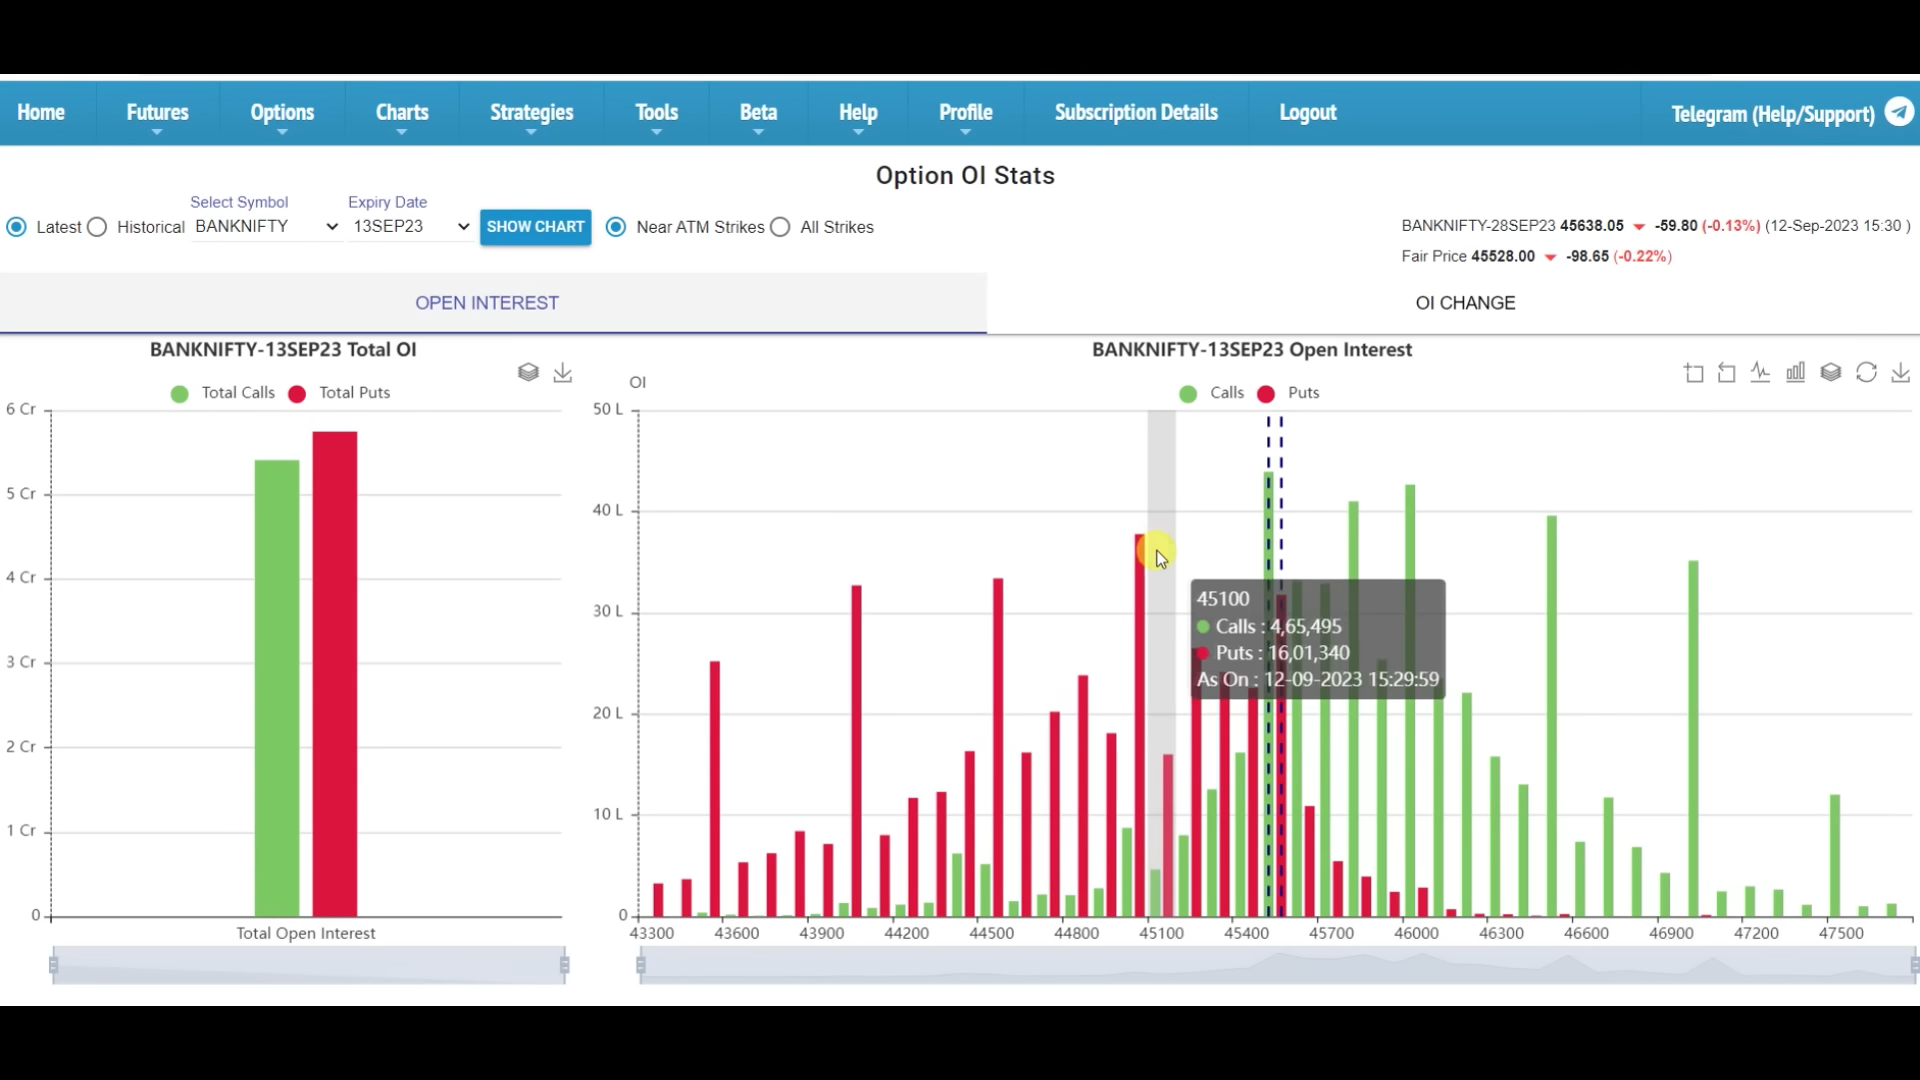 Home Futures Options Charts Strategies Tools Beta Help Profile Subscription Details Logout Telegram (Help/Support)
Option OI Stats
Select Symbol Expiry Date
Latest Historical BANKNIFTY 13SEP23 SHOW CHART Near ATM Strikes All Strikes
BANKNIFTY-28SEP23 45638.05 -59.80 (-0.13%) (12-Sep-2023 15:30 )
Fair Price 45528.00 -98.65 (-0.22%)
OPEN INTEREST OI CHANGE
BANKNIFTY-13SEP23 Total OI
Total Calls Total Puts
6 Cr
5 Cr
4 Cr
3 Cr
2 Cr
1 Cr
0
Total Open Interest
BANKNIFTY-13SEP23 Open Interest
OI
Calls Puts
50 L
40 L
30 L
20 L
10 L
0
45100
Calls : 4,65,495
Puts : 16,01,340
As On : 12-09-2023 15:29:59
43300 43600 43900 44200 44500 44800 45100 45400 45700 46000 46300 46600 46900 47200 47500